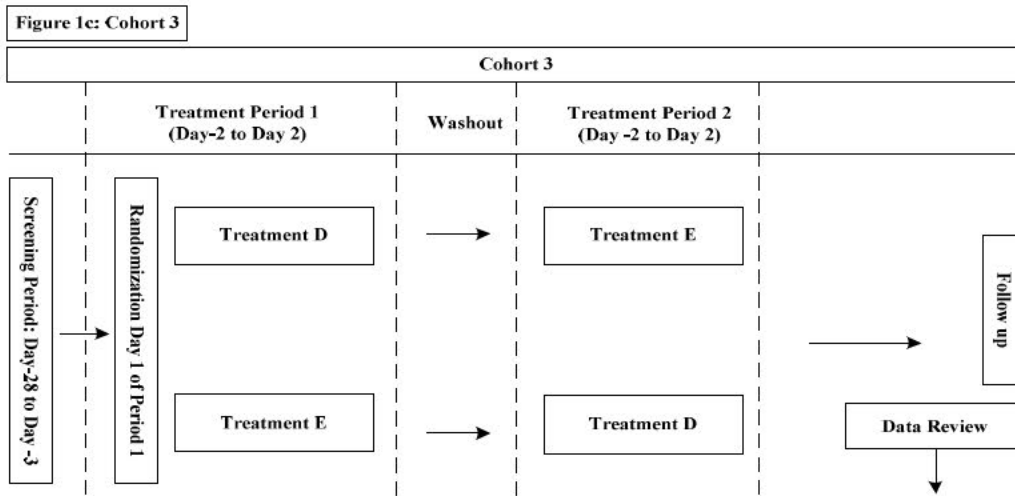 Figure 1c: Cohort 3
Cohort 3
Treatment Period 1
(Day-2 to Day 2)
Washout
Treatment Period 2
(Day -2 to Day 2)
Screening Period: Day-28 to Day -3
Randomization Day 1 of Period 1
Treatment D
Treatment E
Treatment E
Treatment D
Follow up
Data Review